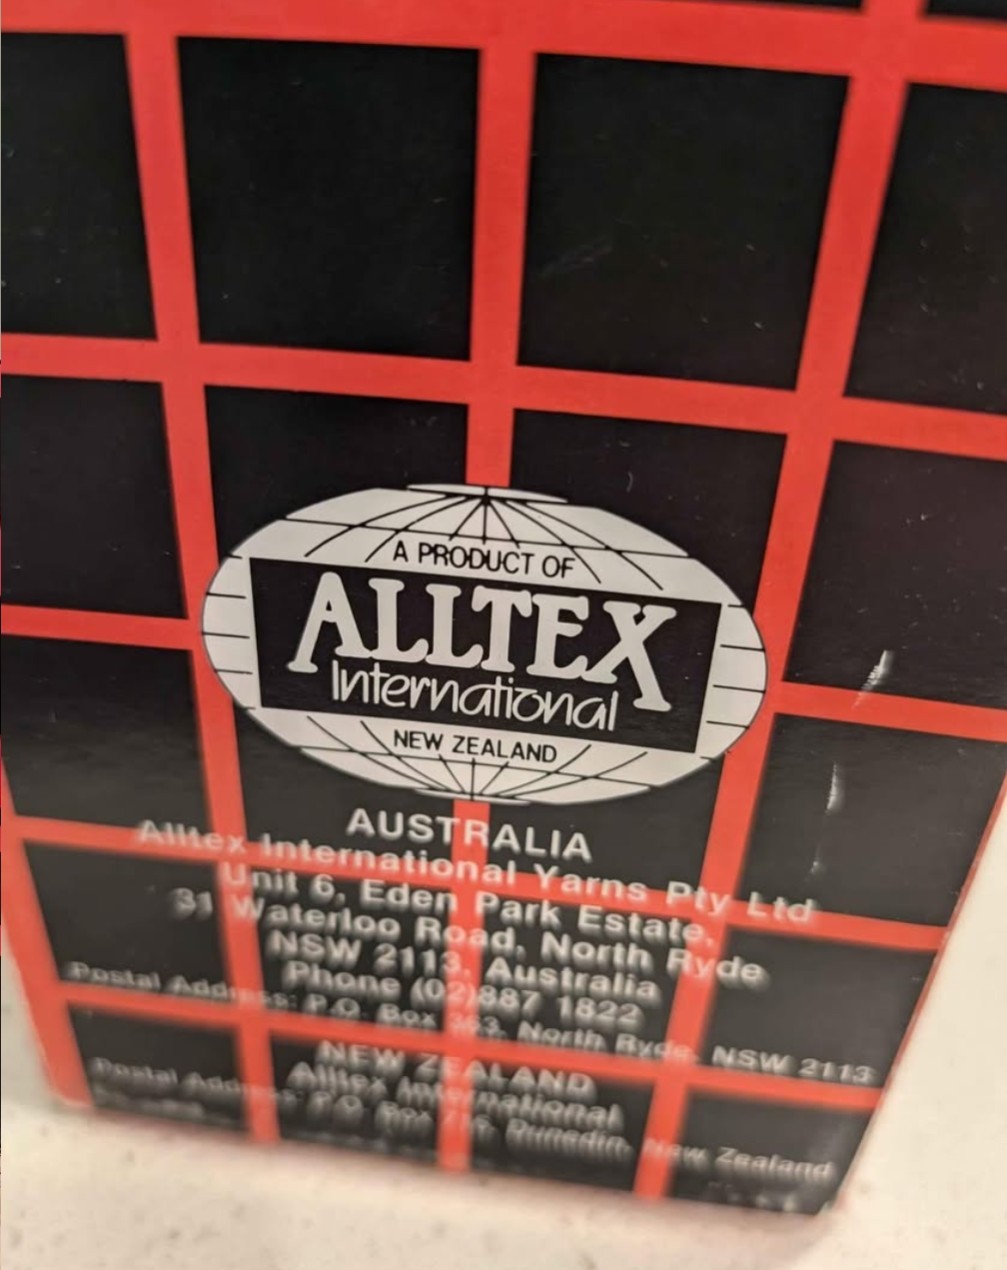 A PRODUCT OF
ALLTEX
International
NEW ZEALAND
AUSTRALIA
Alltex International Yarns Pty Ltd
Unit 6, Eden Park Estate,
31 Waterloo Road, North Ryde
NSW 2113, Australia
Phone (02)887 1822
Postal Address: P.O. Box North Ryde, NSW 2113
NEW ZEALAND
Alltex International
Postal Address: P.O. Box Dunedin, New Zealand